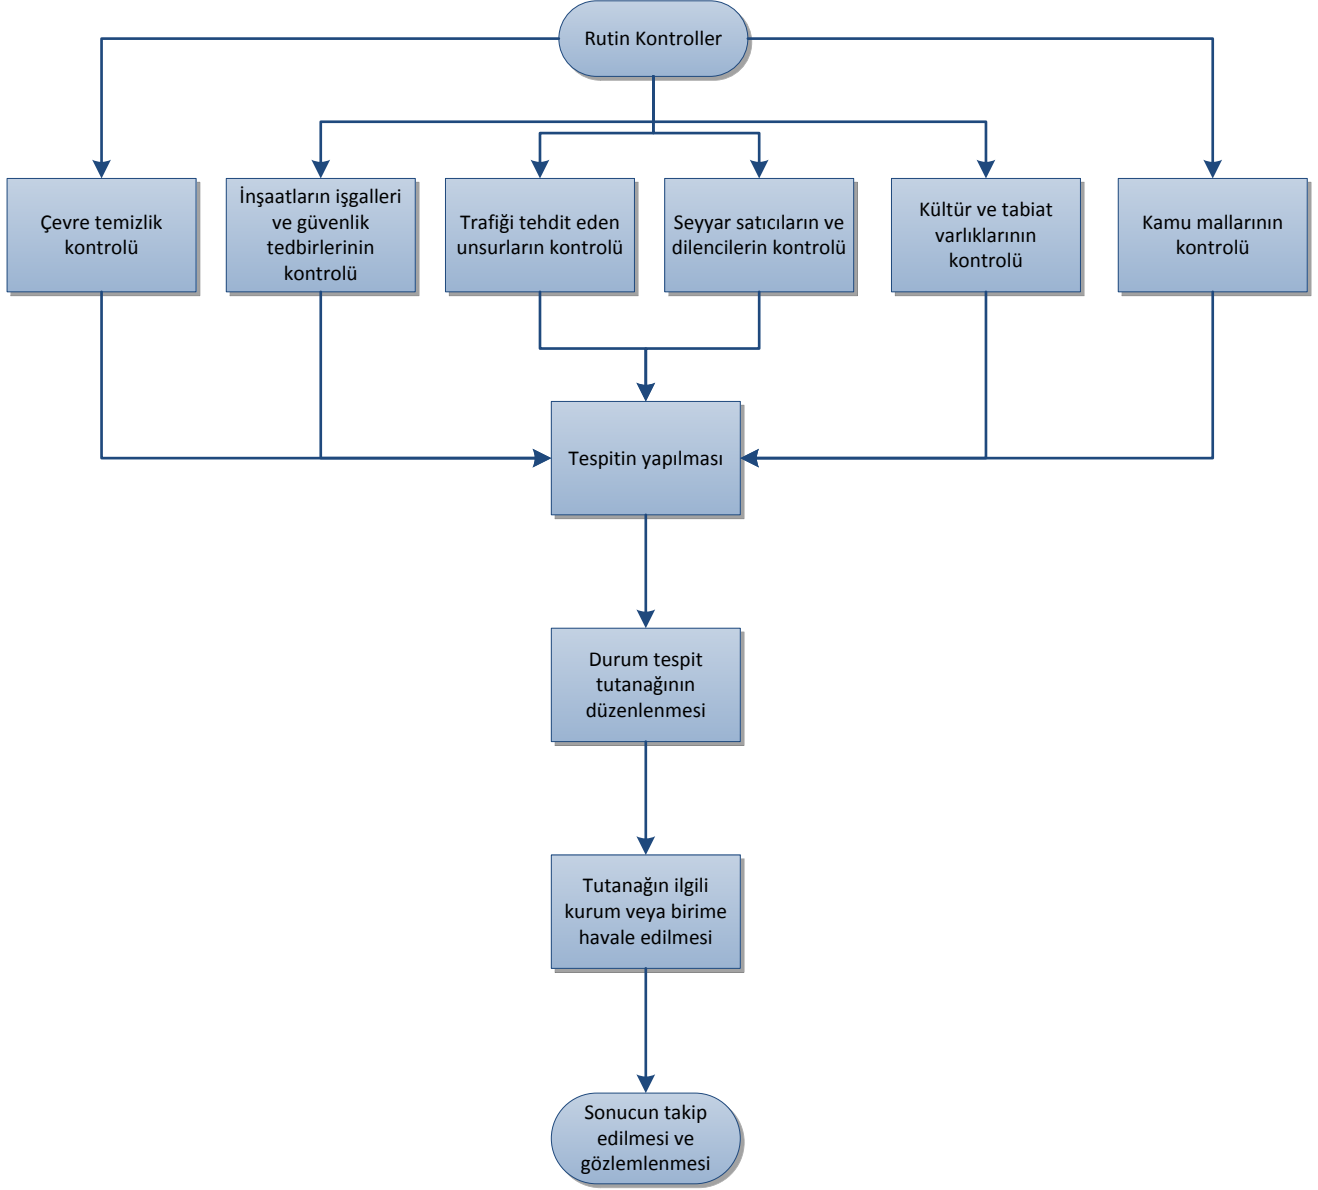 Rutin Kontroller
Çevre temizlik
kontrolü
İnşaatların işgalleri
ve güvenlik
tedbirlerinin
kontrolü
Trafiği tehdit eden
unsurların kontrolü
Seyyar satıcıların ve
dilencilerin kontrolü
Kültür ve tabiat
varlıklarının
kontrolü
Kamu mallarının
kontrolü
Tespitin yapılması
Durum tespit
tutanağının
düzenlenmesi
Tutanağın ilgili
kurum veya birime
havale edilmesi
Sonucun takip
edilmesi ve
gözlemlenmesi